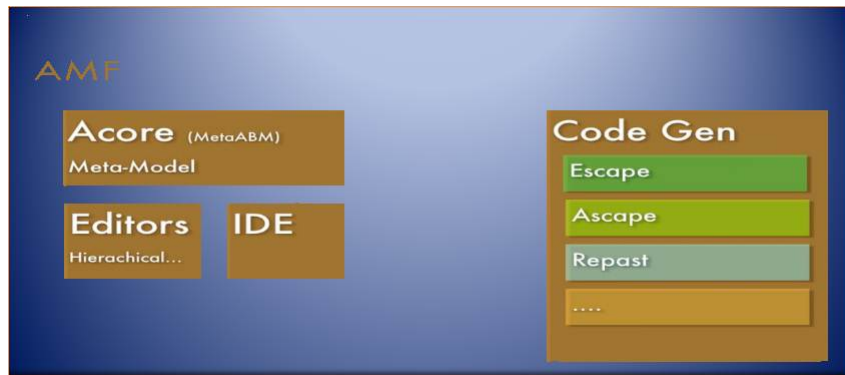 AMF
Acore (MetaABM)
Meta-Model
Editors
Hierachical...
IDE
Code Gen
Escape
Ascape
Repast
....